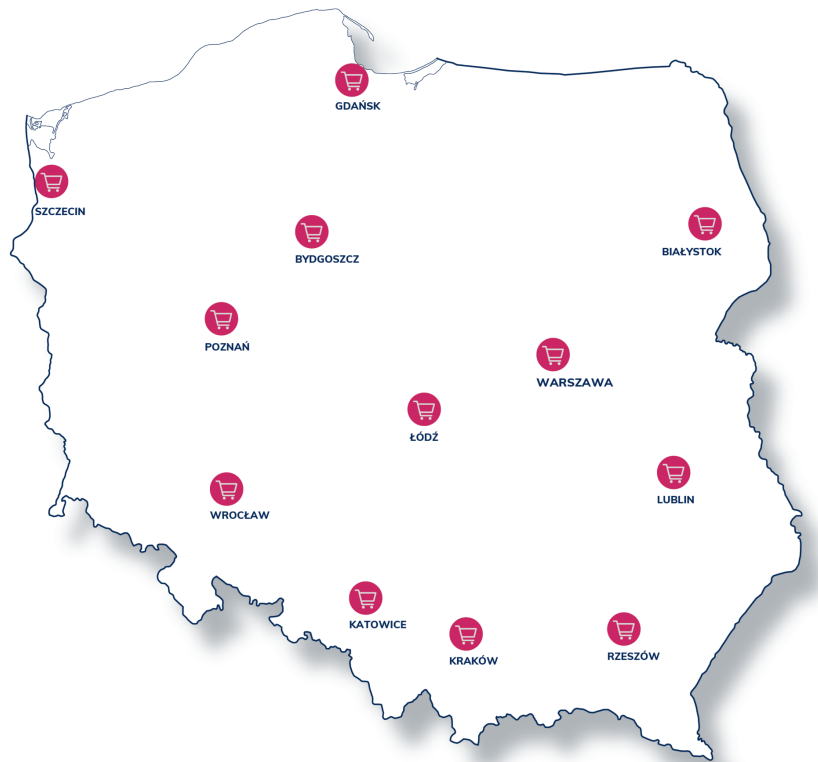 GDAŃSK
SZCZECIN
BYDGOSZCZ
BIAŁYSTOK
POZNAŃ
WARSZAWA
ŁÓDŹ
LUBLIN
WROCŁAW
KATOWICE
KRAKÓW
RZESZÓW